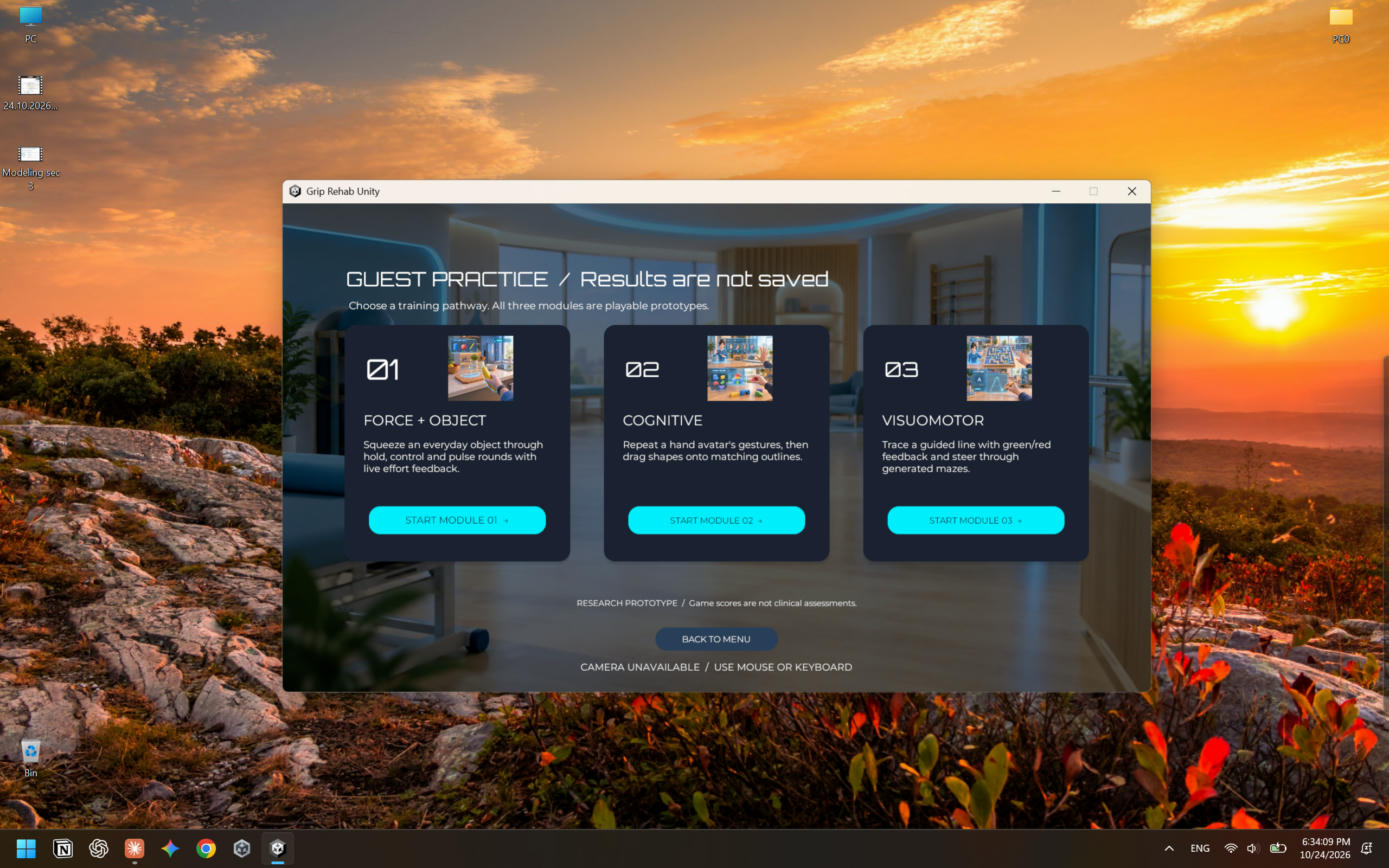 PC
PC0
24.10.2026...
Modeling sec
3
Grip Rehab Unity
GUEST PRACTICE / Results are not saved
Choose a training pathway. All three modules are playable prototypes.
01
FORCE + OBJECT
Squeeze an everyday object through
hold, control and pulse rounds with
live effort feedback.
START MODULE 01 →
02
COGNITIVE
Repeat a hand avatar's gestures, then
drag shapes onto matching outlines.
START MODULE 02 →
03
VISUOMOTOR
Trace a guided line with green/red
feedback and steer through
generated mazes.
START MODULE 03 →
RESEARCH PROTOTYPE / Game scores are not clinical assessments.
BACK TO MENU
CAMERA UNAVAILABLE / USE MOUSE OR KEYBOARD
Bin
ENG
6:34:09 PM
10/24/2026